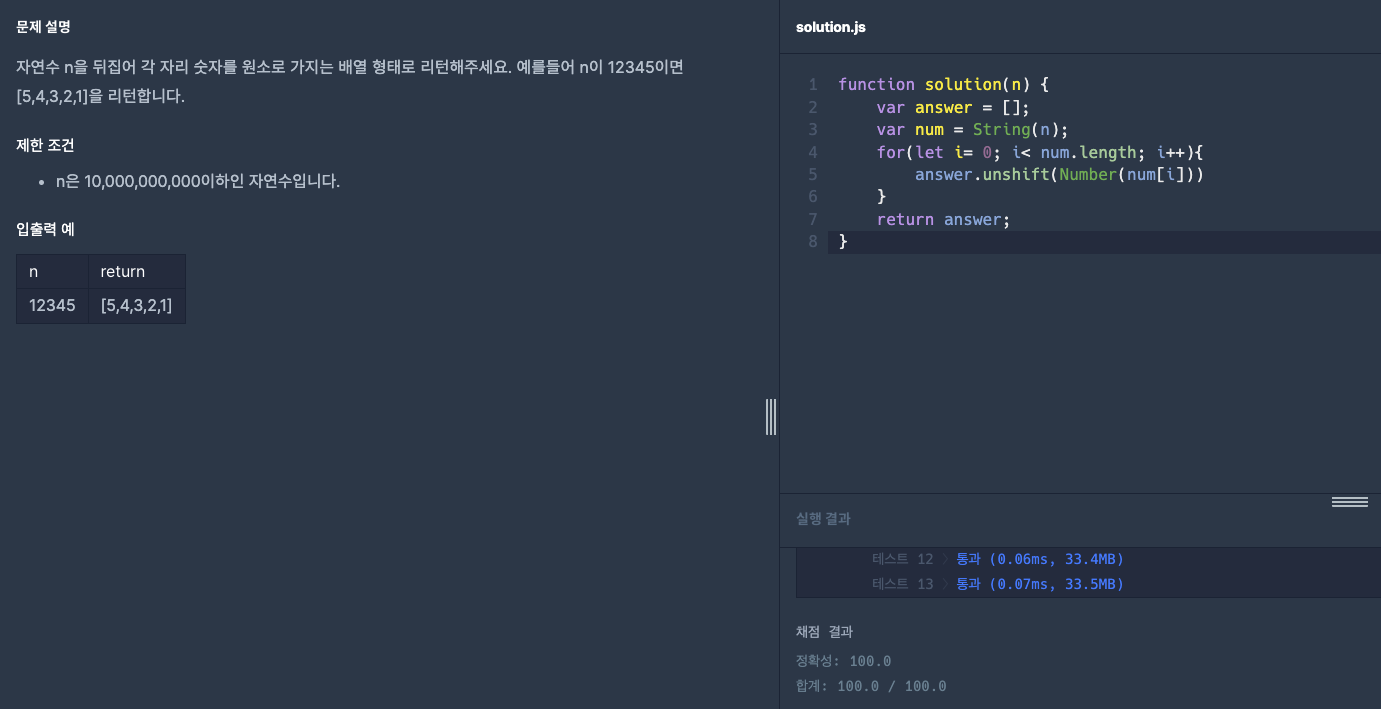 문제 설명
자연수 n을 뒤집어 각 자리 숫자를 원소로 가지는 배열 형태로 리턴해주세요. 예를들어 n이 12345이면
[5,4,3,2,1]을 리턴합니다.
제한 조건
• n은 10,000,000,000이하인 자연수입니다.
입출력 예
n return
12345 [5,4,3,2,1]
solution.js
1 function solution(n) {
2     var answer = [];
3     var num = String(n);
4     for(let i= 0; i< num.length; i++){
5         answer.unshift(Number(num[i]))
6     }
7     return answer;
8 }
실행 결과
테스트 12 〉 통과 (0.06ms, 33.4MB)
테스트 13 〉 통과 (0.07ms, 33.5MB)
채점 결과
정확성: 100.0
합계: 100.0 / 100.0